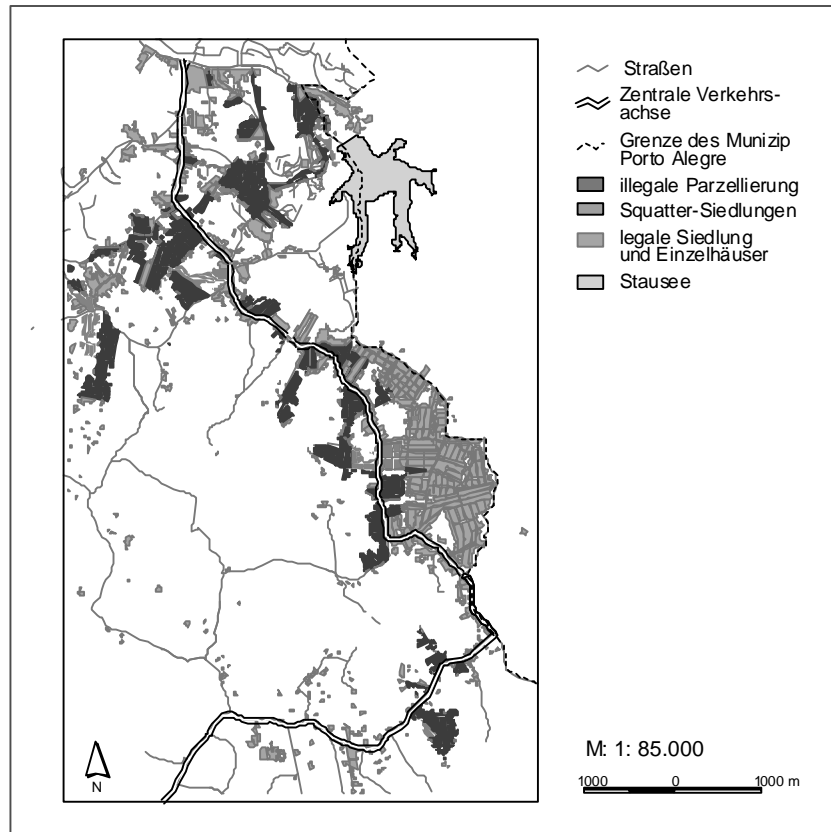 Straßen
Zentrale Verkehrs-
achse
Grenze des Munizip
Porto Alegre
illegale Parzellierung
Squatter-Siedlungen
legale Siedlung
und Einzelhäuser
Stausee
N
M: 1: 85.000
1000 0 1000 m